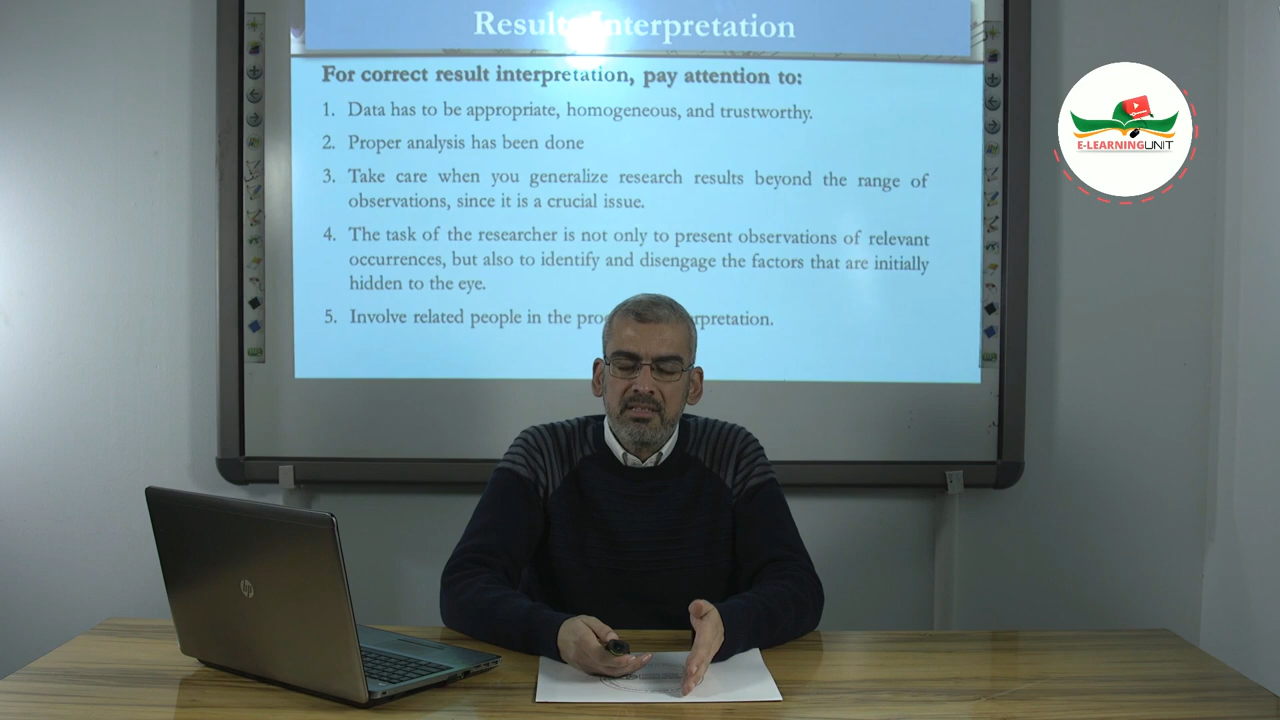 Result Interpretation
For correct result interpretation, pay attention to:
1. Data has to be appropriate, homogeneous, and trustworthy.
2. Proper analysis has been done
3. Take care when you generalize research results beyond the range of
observations, since it is a crucial issue.
4. The task of the researcher is not only to present observations of relevant
occurrences, but also to identify and disengage the factors that are initially
hidden to the eye.
5. Involve related people in the pro rpretation.
E-LEARNINGUNIT
hp